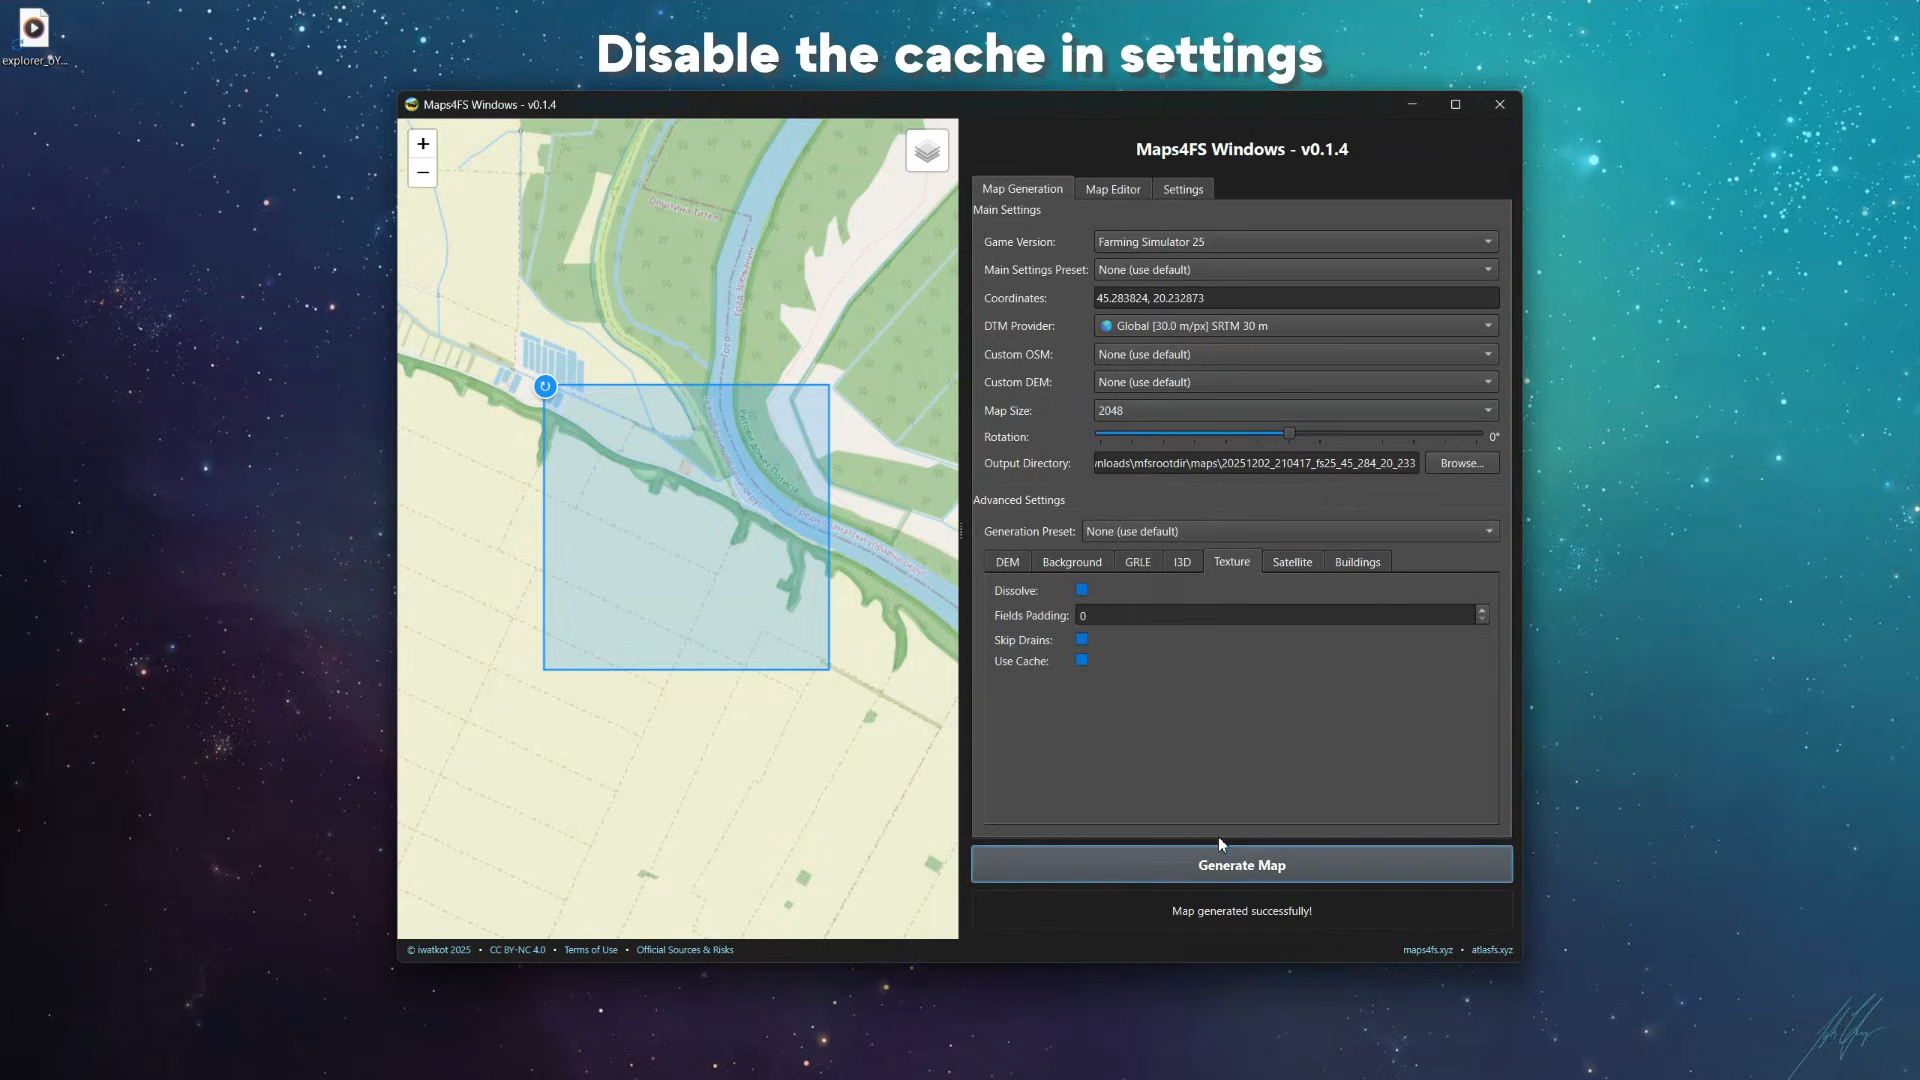 explorer_0Y...
Disable the cache in settings
Maps4FS Windows - v0.1.4
+
−
Општина Тител
Град Зрењанин
Тиса
Maps4FS Windows - v0.1.4
Map Generation
Map Editor
Settings
Main Settings
Game Version:
Farming Simulator 25
Main Settings Preset:
None (use default)
Coordinates:
45.283824, 20.232873
DTM Provider:
Global [30.0 m/px] SRTM 30 m
Custom OSM:
None (use default)
Custom DEM:
None (use default)
Map Size:
2048
Rotation:
0°
Output Directory:
nloads\mfsrootdir\maps\20251202_210417_fs25_45_284_20_233
Browse...
Advanced Settings
Generation Preset:
None (use default)
DEM
Background
GRLE
I3D
Texture
Satellite
Buildings
Dissolve:
Fields Padding:
0
Skip Drains:
Use Cache:
Generate Map
Map generated successfully!
© iwatkot 2025 • CC BY-NC 4.0 • Terms of Use • Official Sources & Risks
maps4fs.xyz • atlasfs.xyz